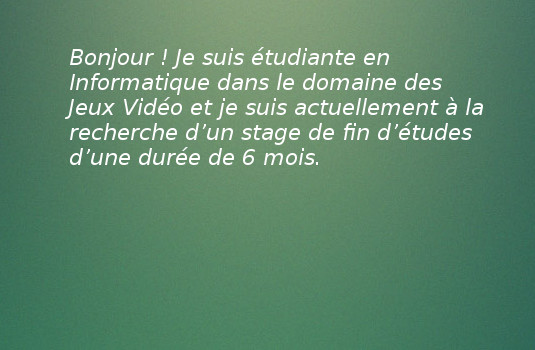 Bonjour ! Je suis étudiante en
Informatique dans le domaine des
Jeux Vidéo et je suis actuellement à la
recherche d’un stage de fin d’études
d’une durée de 6 mois.